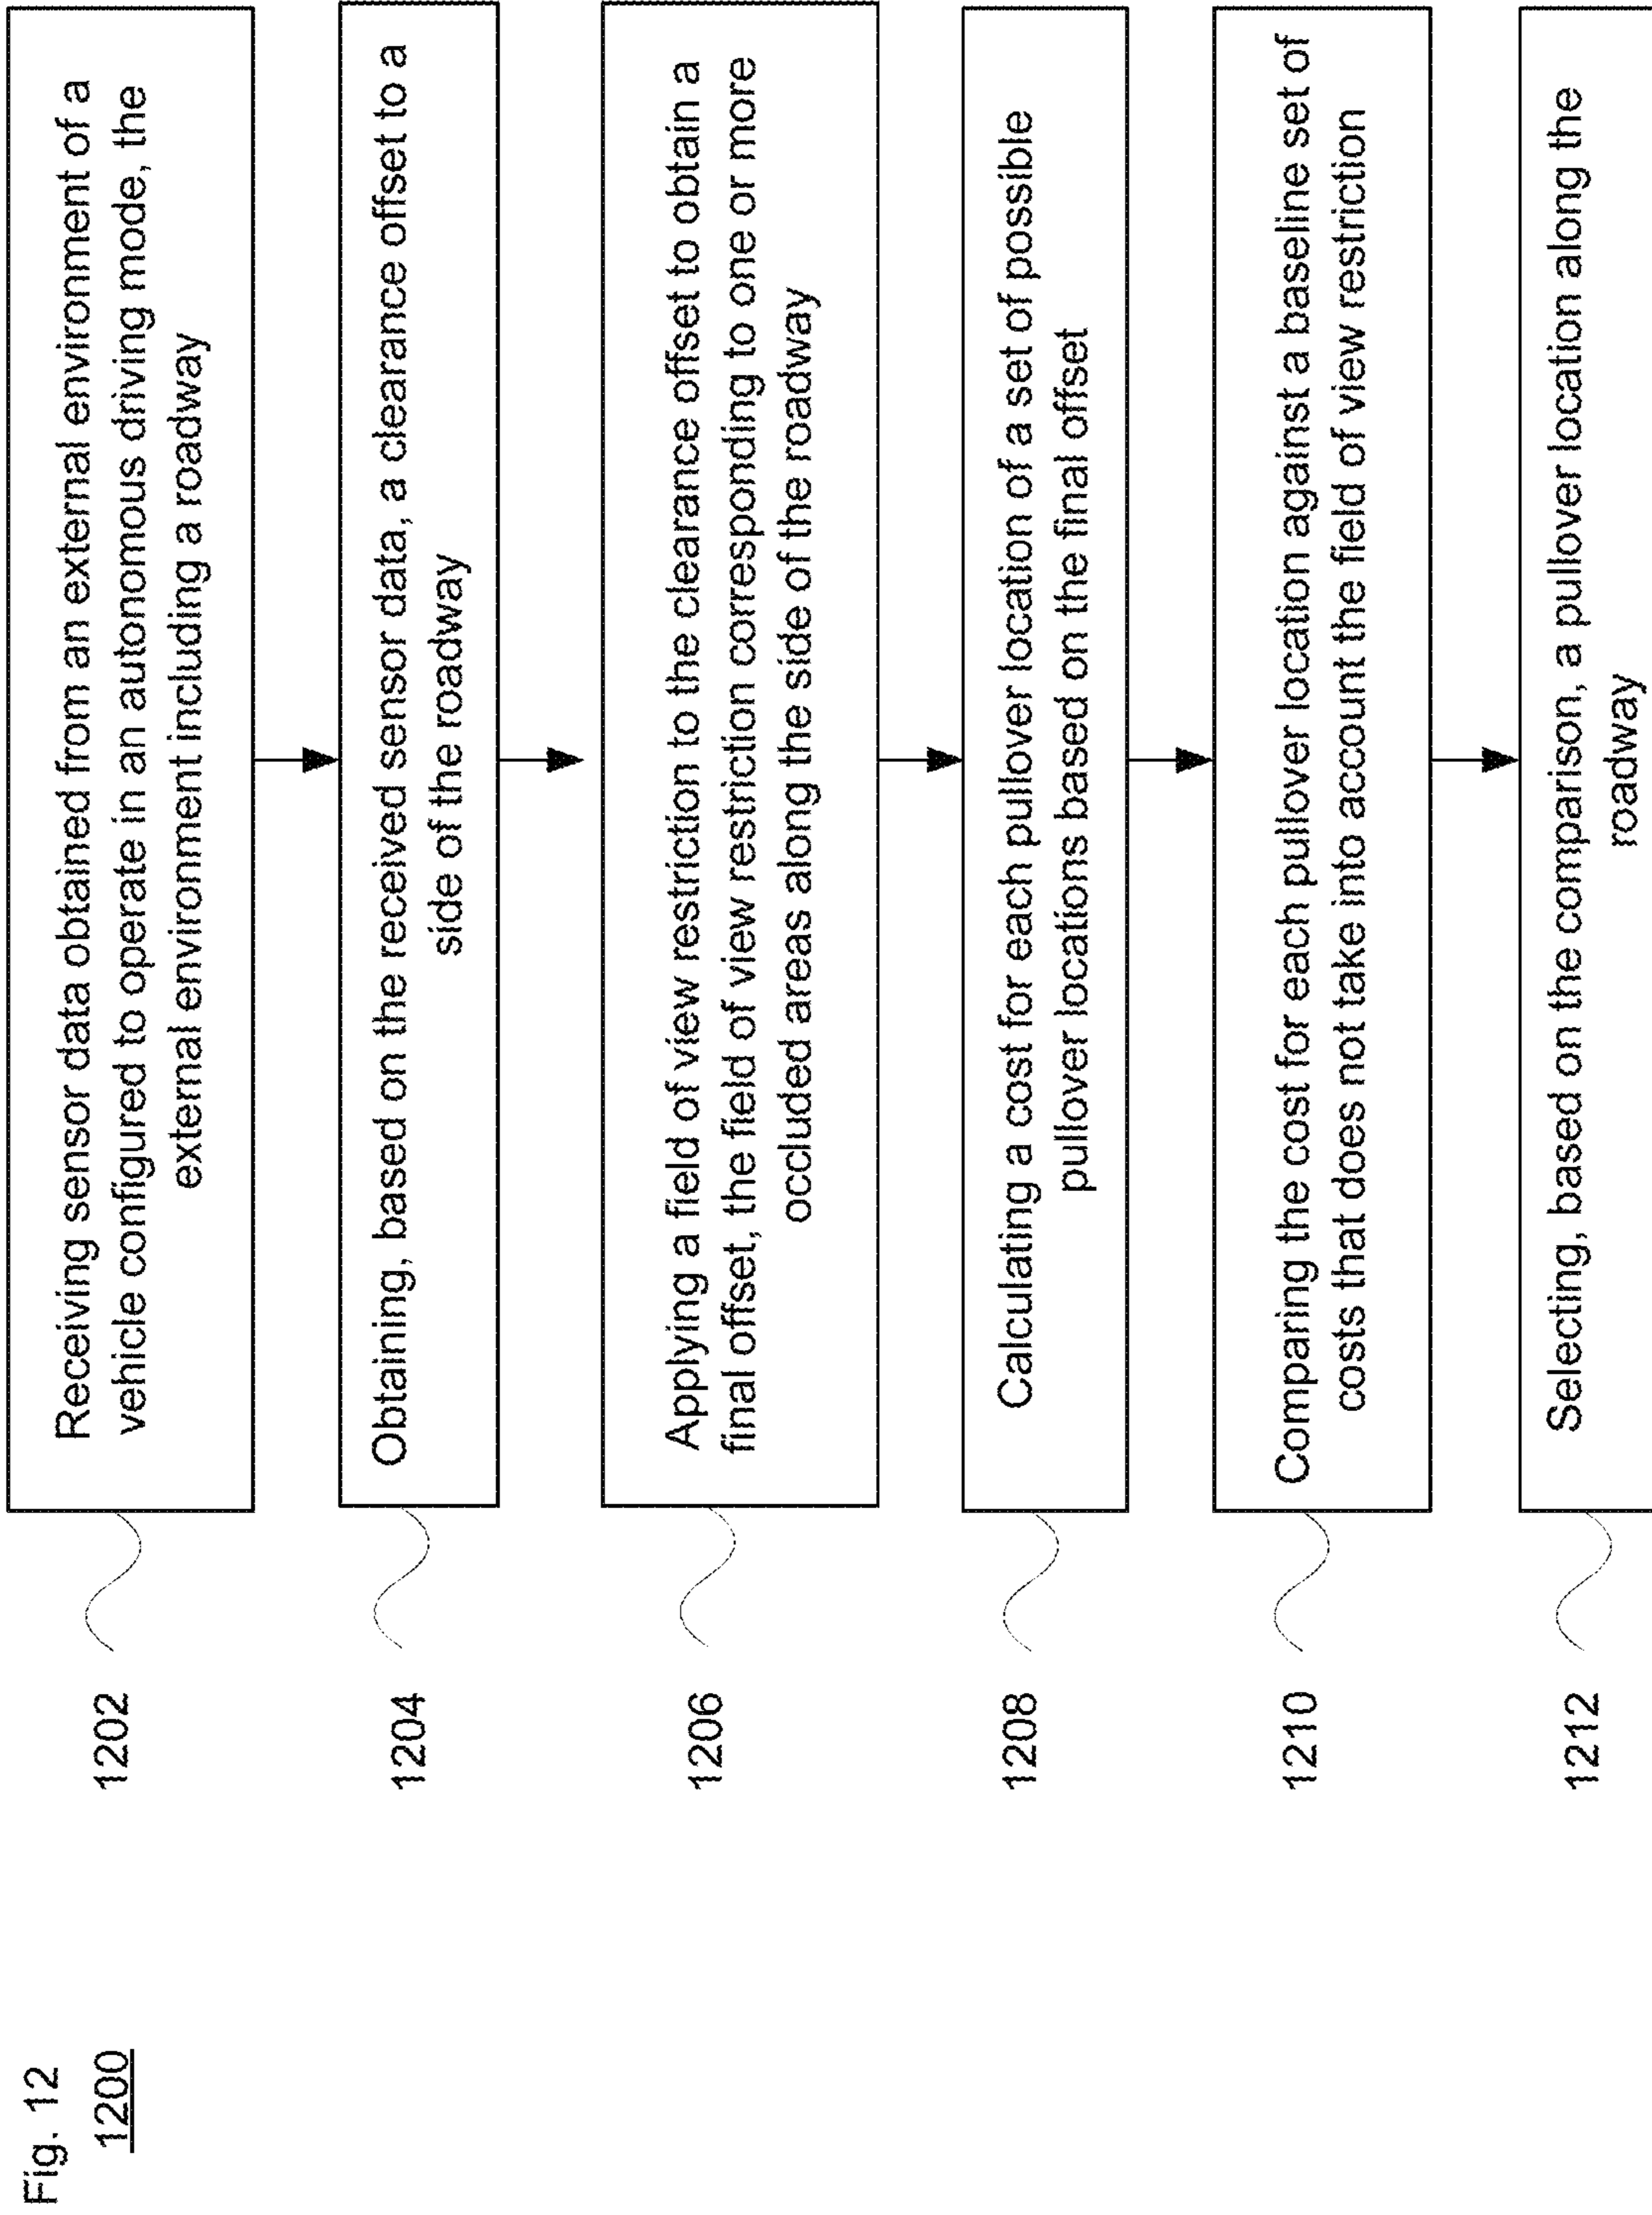 Fig. 12
1200
1202
Receiving sensor data obtained from an external environment of a
vehicle configured to operate in an autonomous driving mode, the
external environment including a roadway
1204
Obtaining, based on the received sensor data, a clearance offset to a
side of the roadway
1206
Applying a field of view restriction to the clearance offset to obtain a
final offset, the field of view restriction corresponding to one or more
occluded areas along the side of the roadway
1208
Calculating a cost for each pullover location of a set of possible
pullover locations based on the final offset
1210
Comparing the cost for each pullover location against a baseline set of
costs that does not take into account the field of view restriction
1212
Selecting, based on the comparison, a pullover location along the
roadway